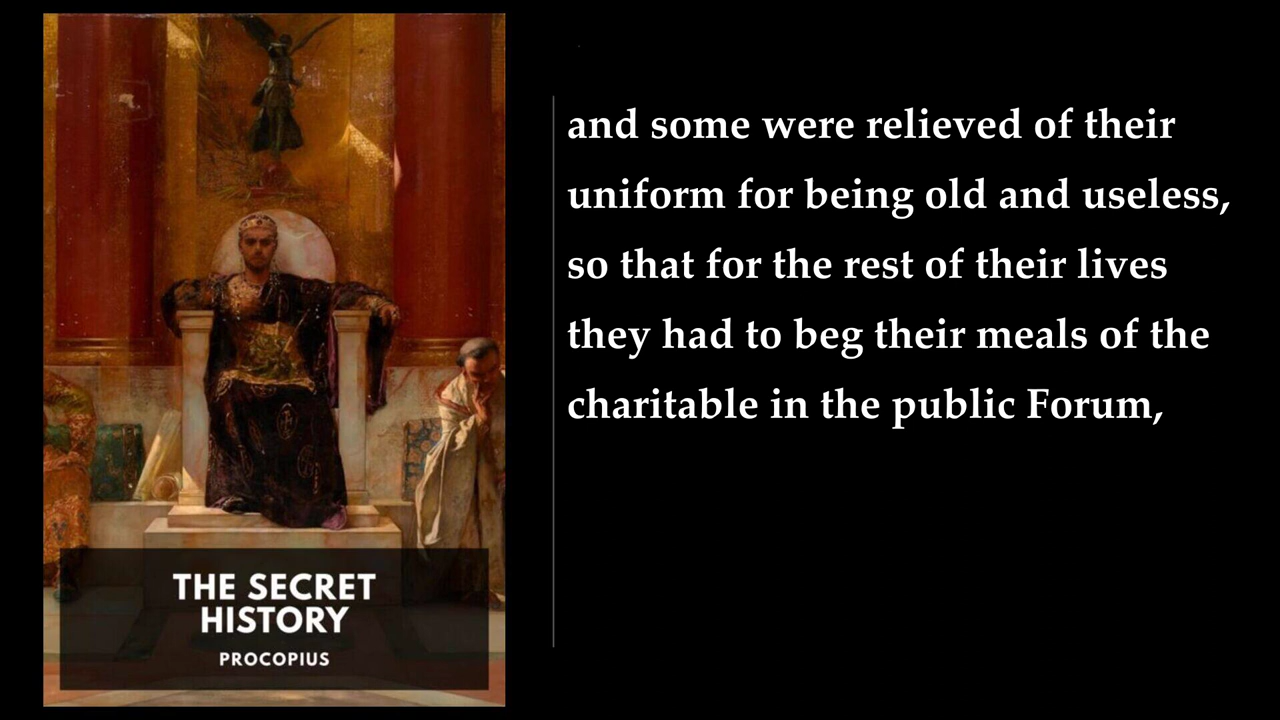 THE SECRET
HISTORY
PROCOPIUS
and some were relieved of their
uniform for being old and useless,
so that for the rest of their lives
they had to beg their meals of the
charitable in the public Forum,